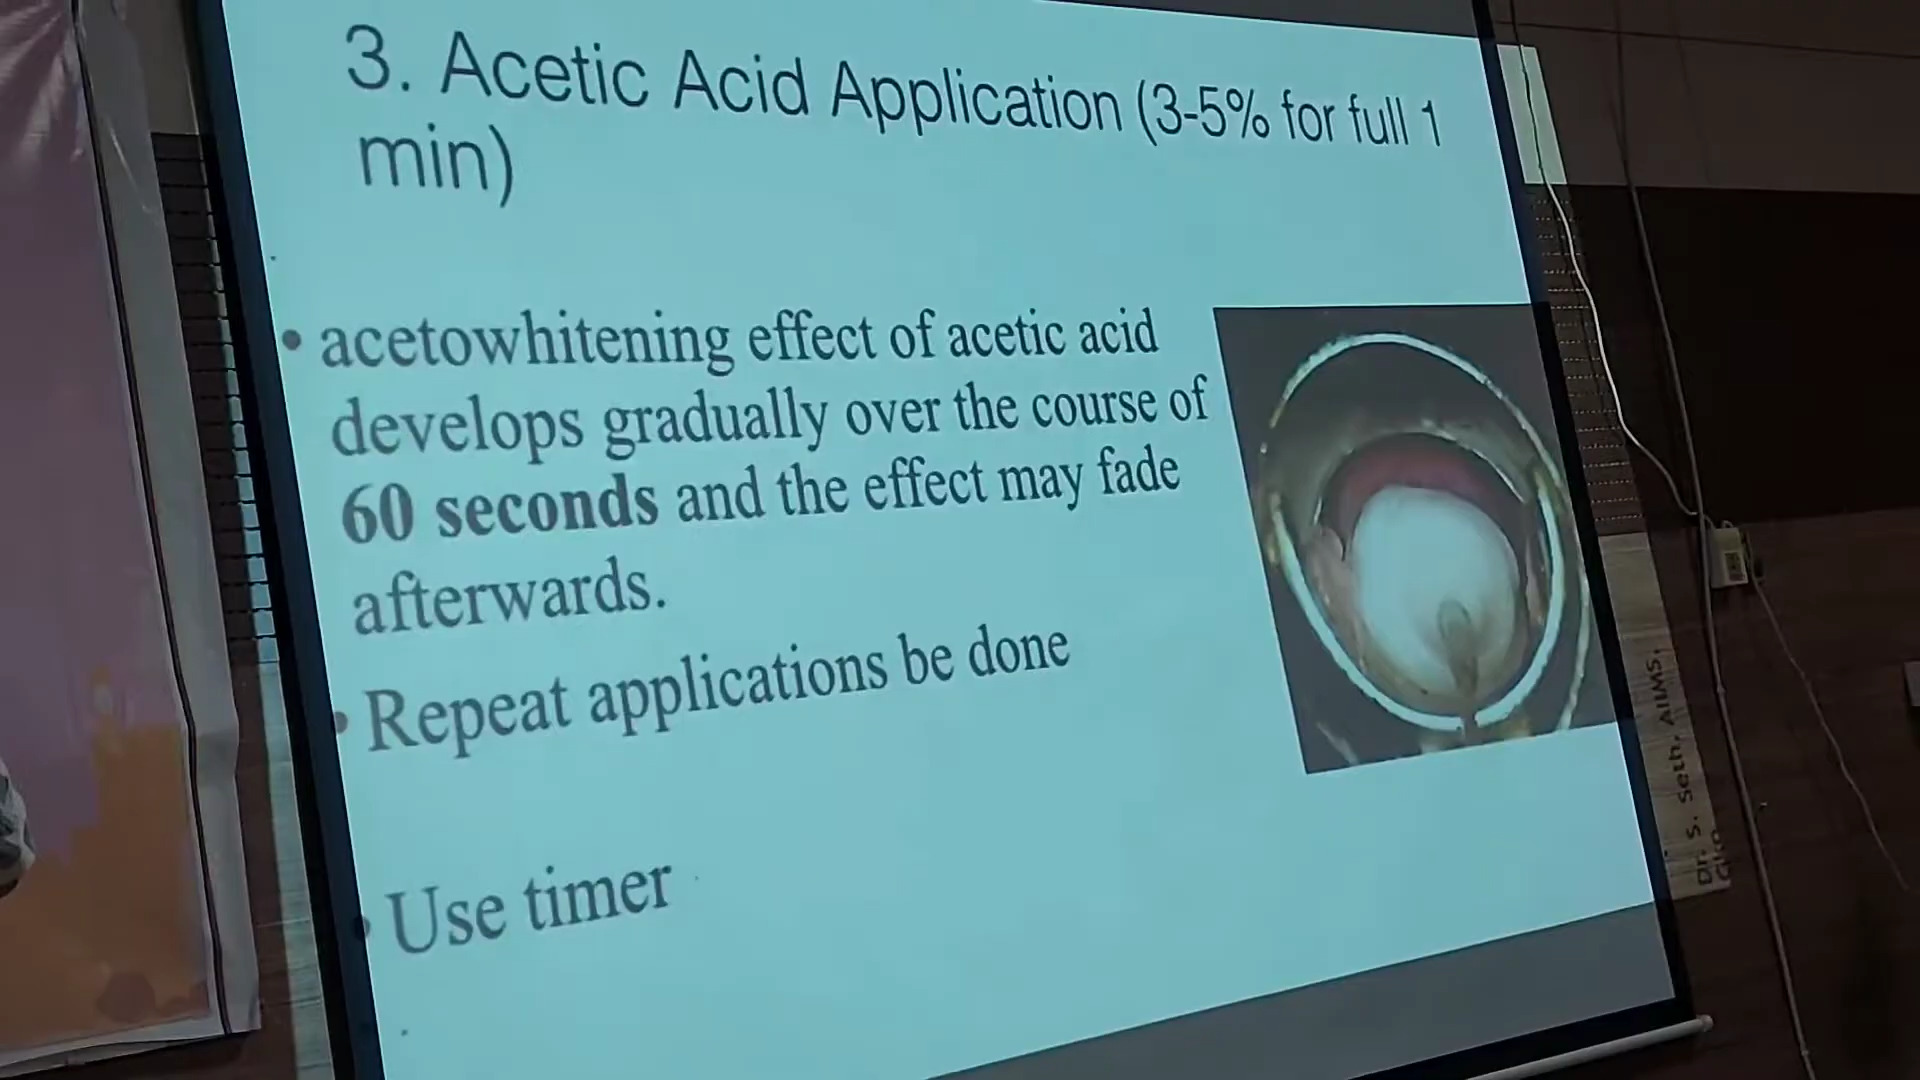 3. Acetic Acid Application (3-5% for full 1
min)
• acetowhitening effect of acetic acid
develops gradually over the course of
60 seconds and the effect may fade
afterwards.
• Repeat applications be done
• Use timer
Dr. S. Seth, AIIMS,